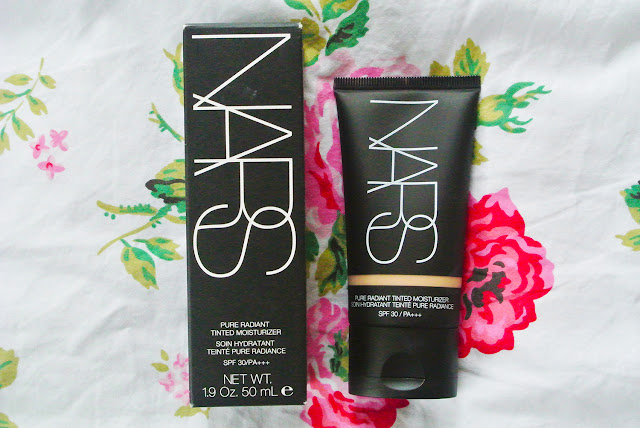 NARS
PURE RADIANT
TINTED MOISTURIZER
SOIN HYDRATANT
TEINTÉ PURE RADIANCE
SPF 30/PA+++
NET WT.
1.9 Oz. 50 mL e
NARS
PURE RADIANT TINTED MOISTURIZER
SOIN HYDRATANT TEINTÉ PURE RADIANCE
SPF 30 / PA+++